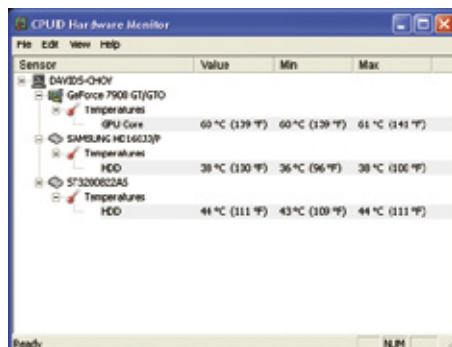 CPUID Hardware Monitor
File Edit View Help
Sensor Value Min Max
DAVIDS-CHOY
GeForce 7900 GT/GTO
Temperatures
GPU Core 60 °C (139 °F) 60 °C (139 °F) 61 °C (141 °F)
SAMSUNG
Temperatures
HDD 38 °C (100 °F) 36 °C (96 °F) 38 °C (100 °F)
ST3200822AS
Temperatures
HDD 44 °C (111 °F) 43 °C (109 °F) 44 °C (111 °F)
Ready NUM